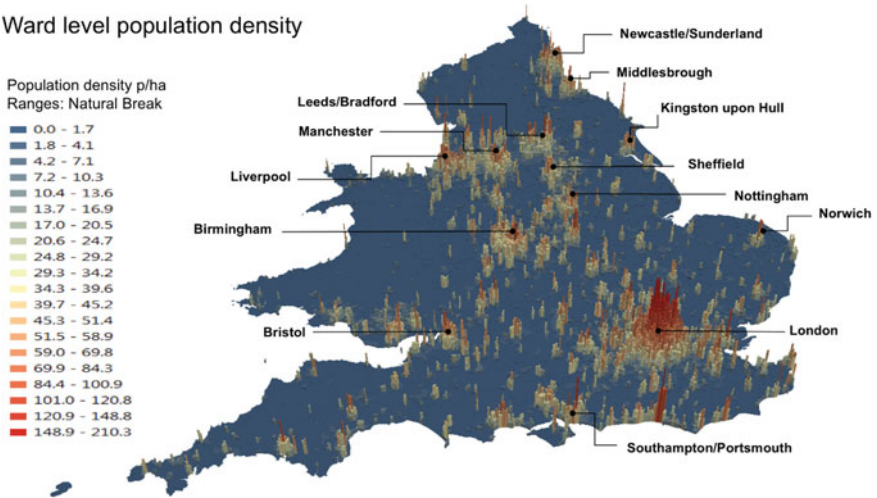 Ward level population density
Population density p/ha
Ranges: Natural Break
0.0 - 1.7
1.8 - 4.1
4.2 - 7.1
7.2 - 10.3
10.4 - 13.6
13.7 - 16.9
17.0 - 20.5
20.6 - 24.7
24.8 - 29.2
29.3 - 34.2
34.3 - 39.6
39.7 - 45.2
45.3 - 51.4
51.5 - 58.9
59.0 - 69.8
69.9 - 84.3
84.4 - 100.9
101.0 - 120.8
120.9 - 148.8
148.9 - 210.3
Newcastle/Sunderland
Middlesbrough
Leeds/Bradford
Kingston upon Hull
Manchester
Sheffield
Liverpool
Nottingham
Norwich
Birmingham
Bristol
London
Southampton/Portsmouth